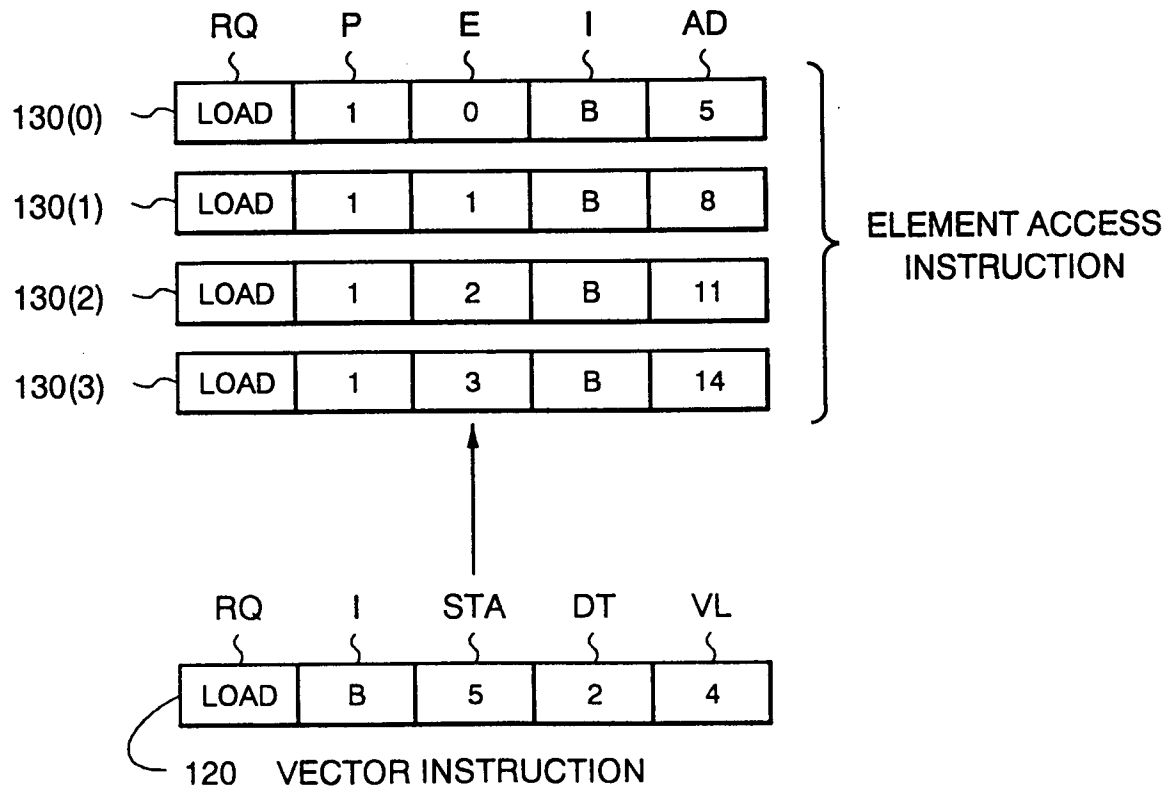 RQ P E I AD
130(0) LOAD 1 0 B 5
130(1) LOAD 1 1 B 8
130(2) LOAD 1 2 B 11
130(3) LOAD 1 3 B 14
ELEMENT ACCESS
INSTRUCTION
RQ I STA DT VL
LOAD B 5 2 4
120 VECTOR INSTRUCTION